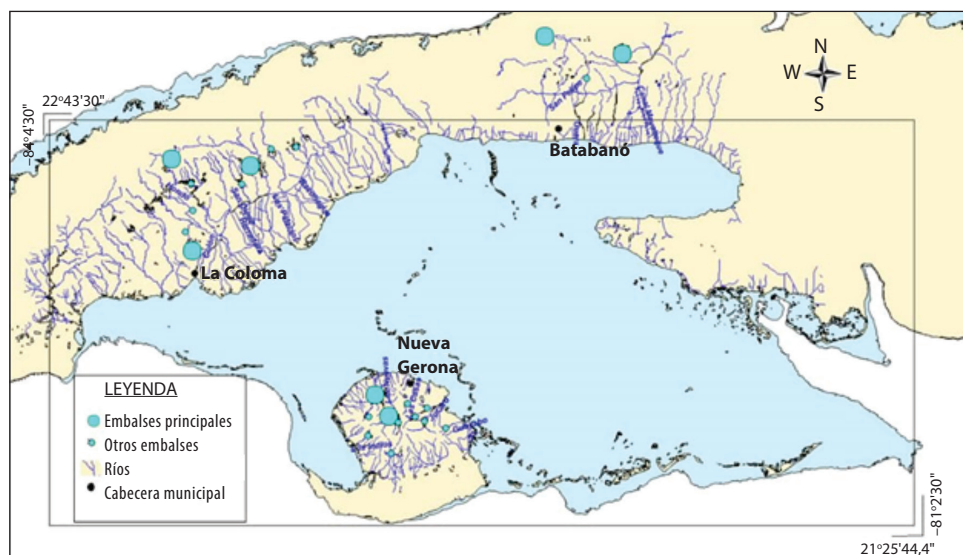 N
W E
S
22°43'30"
–84°4'30"
Batabanó
La Coloma
Nueva
Gerona
LEYENDA
Embalses principales
Otros embalses
Ríos
Cabecera municipal
–81°2'30"
21°25'44,4"